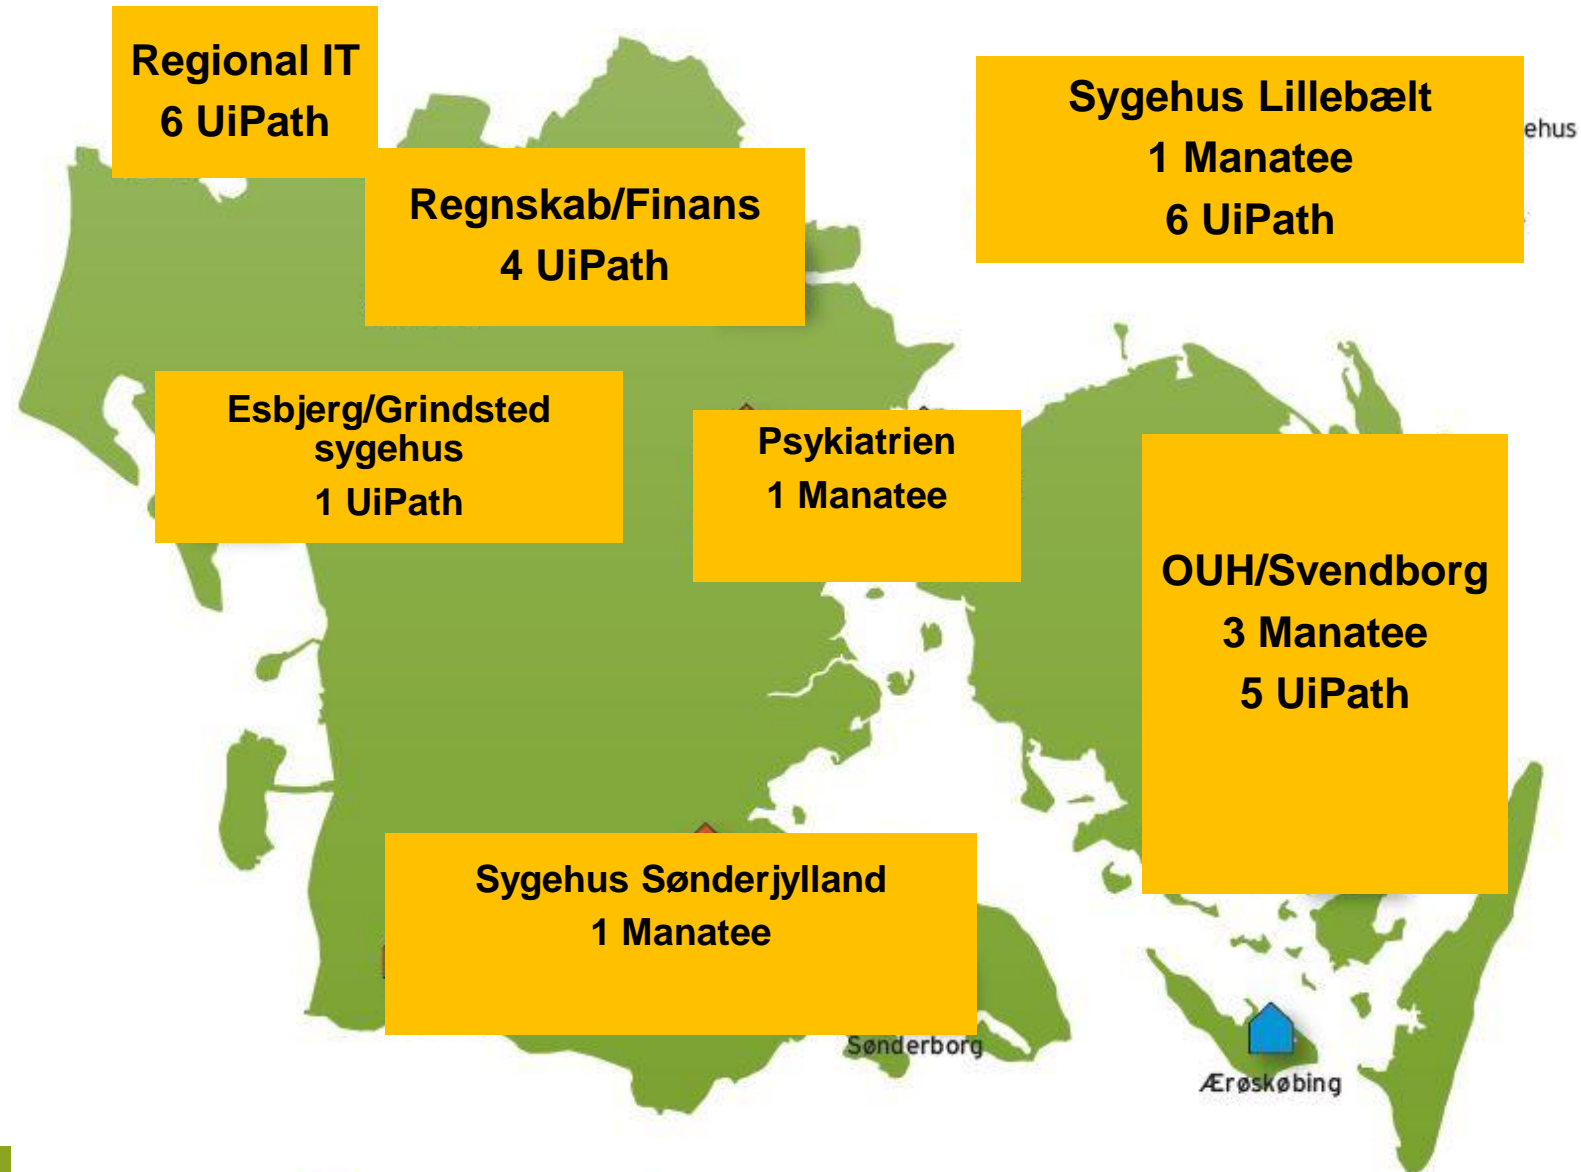 Regional IT
6 UiPath
Sygehus Lillebælt
1 Manatee
6 UiPath
ehus
Regnskab/Finans
4 UiPath
Esbjerg/Grindsted
sygehus
1 UiPath
Psykiatrien
1 Manatee
OUH/Svendborg
3 Manatee
5 UiPath
Sygehus Sønderjylland
1 Manatee
Sønderborg
Ærøskøbing